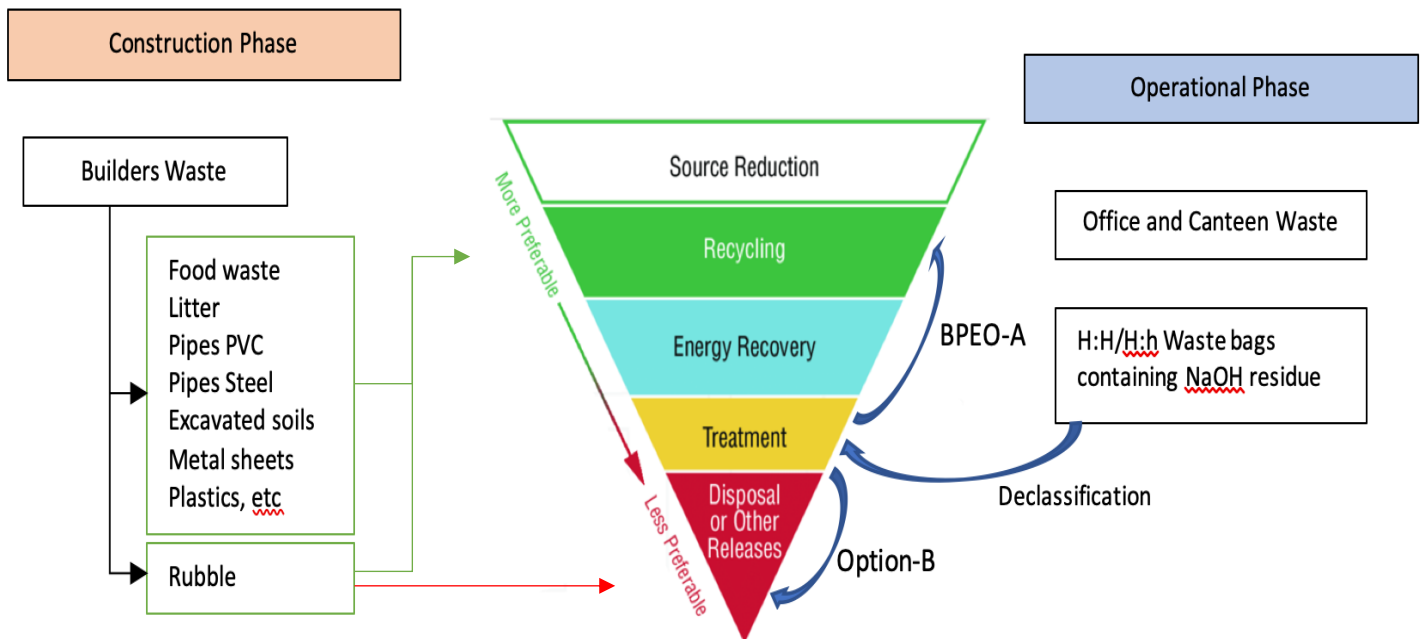 Construction Phase
Operational Phase
Builders Waste
Food waste
Litter
Pipes PVC
Pipes Steel
Excavated soils
Metal sheets
Plastics, etc
Rubble
More Preferable
Less Preferable
Source Reduction
Recycling
Energy Recovery
Treatment
Disposal
or Other
Releases
BPEO-A
Option-B
Office and Canteen Waste
H:H/H:h Waste bags
containing NaOH residue
Declassification